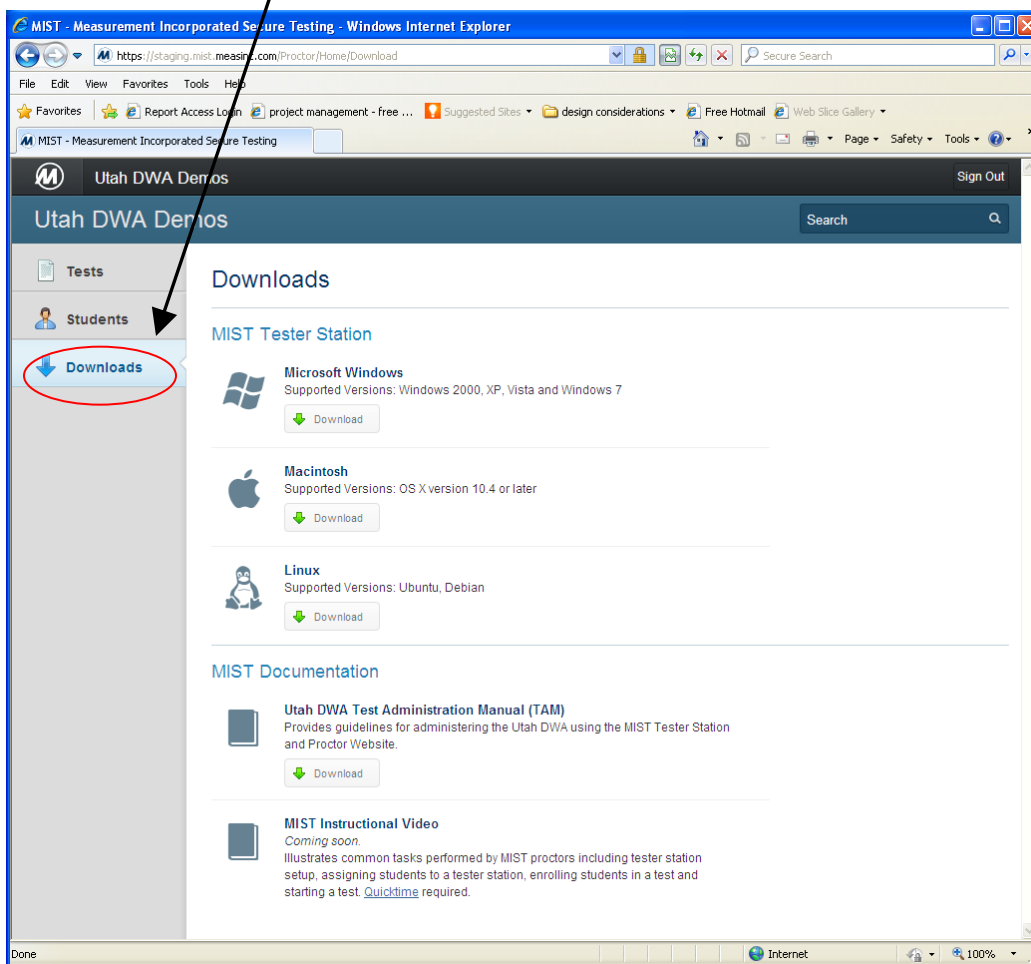 MIST - Measurement Incorporated Secure Testing - Windows Internet Explorer
https://staging.mist.measinc.com/Proctor/Home/Download
Secure Search
File Edit View Favorites Tools Help
Favorites Report Access Login project management - free ... Suggested Sites design considerations Free Hotmail Web Slice Gallery
MIST - Measurement Incorporated Secure Testing
Page Safety Tools
Utah DWA Demos
Sign Out
Utah DWA Demos
Search
Tests
Students
Downloads
Downloads
MIST Tester Station
Microsoft Windows
Supported Versions: Windows 2000, XP, Vista and Windows 7
Download
Macintosh
Supported Versions: OS X version 10.4 or later
Download
Linux
Supported Versions: Ubuntu, Debian
Download
MIST Documentation
Utah DWA Test Administration Manual (TAM)
Provides guidelines for administering the Utah DWA using the MIST Tester Station
and Proctor Website.
Download
MIST Instructional Video
Coming soon.
Illustrates common tasks performed by MIST proctors including tester station
setup, assigning students to a tester station, enrolling students in a test and
starting a test. Quicktime required.
Done
Internet
100%